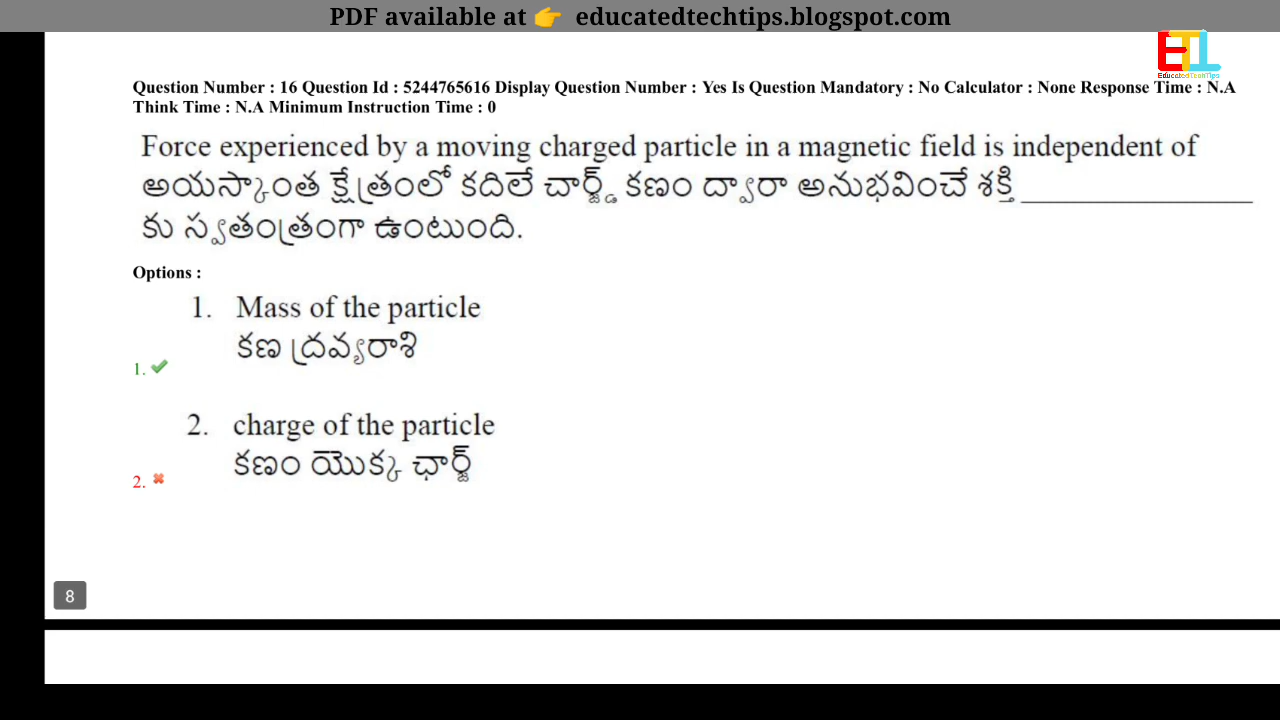 PDF available at 👉 educatedtechtips.blogspot.com
ETL
EducatedTechTips
Question Number : 16 Question Id : 5244765616 Display Question Number : Yes Is Question Mandatory : No Calculator : None Response Time : N.A
Think Time : N.A Minimum Instruction Time : 0
Force experienced by a moving charged particle in a magnetic field is independent of
అయస్కాంత క్షేత్రంలో కదిలే చార్జ్డ్ కణం ద్వారా అనుభవించే శక్తి ________________
కు స్వతంత్రంగా ఉంటుంది.
Options :
1. Mass of the particle
కణ ద్రవ్యరాశి
1. ✔
2. charge of the particle
కణం యొక్క ఛార్జ్
2. ✖
8